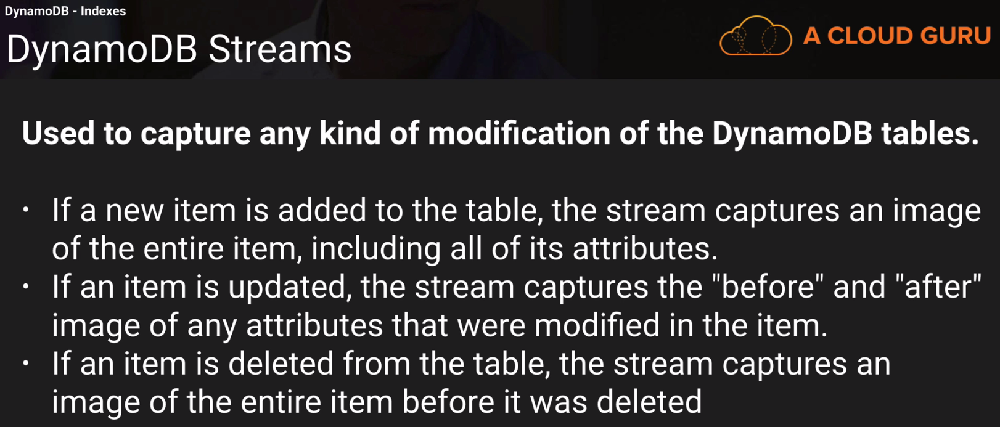 DynamoDB - Indexes
DynamoDB Streams
A CLOUD GURU
Used to capture any kind of modification of the DynamoDB tables.
• If a new item is added to the table, the stream captures an image
of the entire item, including all of its attributes.
• If an item is updated, the stream captures the "before" and "after"
image of any attributes that were modified in the item.
• If an item is deleted from the table, the stream captures an
image of the entire item before it was deleted